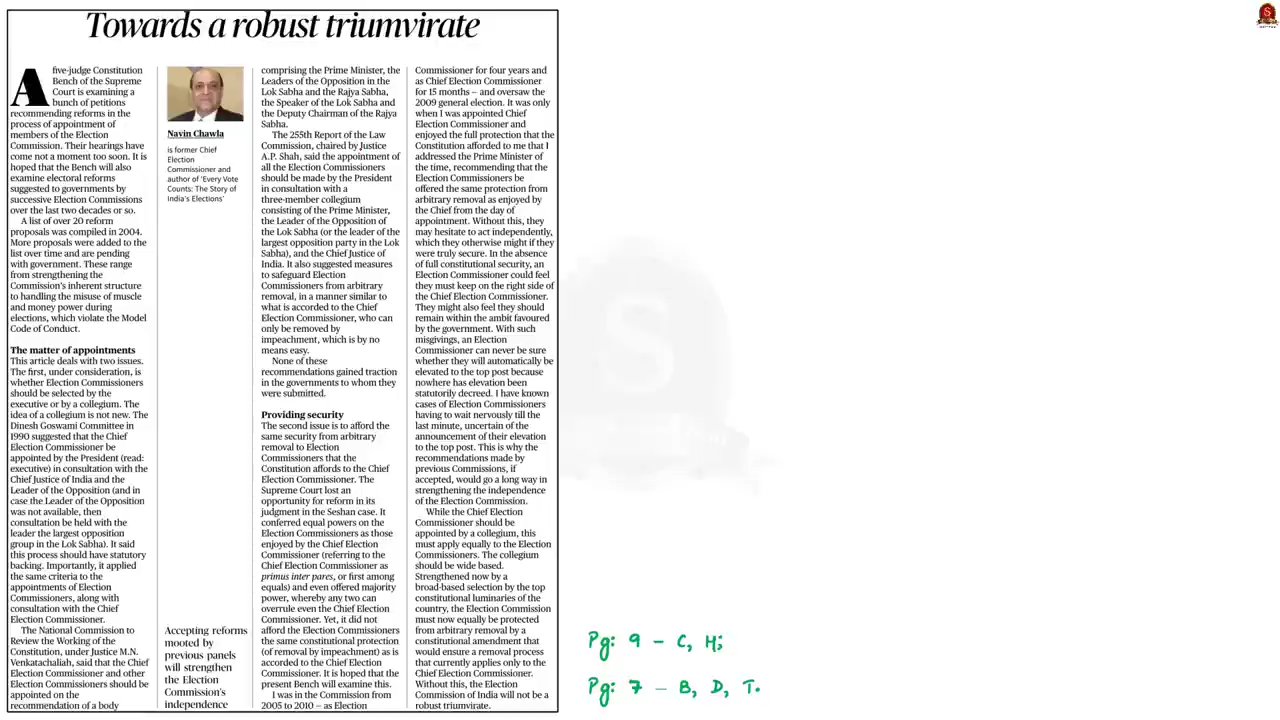 Towards a robust triumvirate
A five-judge Constitution
Bench of the Supreme
Court is examining a
bunch of petitions
recommending reforms in the
process of appointment of
members of the Election
Commission. Their hearings have
come not a moment too soon. It is
hoped that the Bench will also
examine electoral reforms
suggested to governments by
successive Election Commissions
over the last two decades or so.
A list of over 20 reform
proposals was compiled in 2004.
More proposals were added to the
list over time and are pending
with government. These range
from strengthening the
Commission's inherent structure
to handling the misuse of muscle
and money power during
elections, which violate the Model
Code of Conduct.
The matter of appointments
This article deals with two issues.
The first, under consideration, is
whether Election Commissioners
should be selected by the
executive or by a collegium. The
idea of a collegium is not new. The
Dinesh Goswami Committee in
1990 suggested that the Chief
Election Commissioner be
appointed by the President (read:
executive) in consultation with the
Chief Justice of India and the
Leader of the Opposition (and in
case the Leader of the Opposition
was not available, then
consultation be held with the
leader the largest opposition
group in the Lok Sabha). It said
this process should have statutory
backing. Importantly, it applied
the same criteria to the
appointments of Election
Commissioners, along with
consultation with the Chief
Election Commissioner.
The National Commission to
Review the Working of the
Constitution, under Justice M.N.
Venkatachaliah, said that the Chief
Election Commissioner and other
Election Commissioners should be
appointed on the
recommendation of a body
Navin Chawla
is former Chief
Election
Commissioner and
author of 'Every Vote
Counts: The Story of
India's Elections'
Accepting reforms
mooted by
previous panels
will strengthen
the Election
Commission's
independence
comprising the Prime Minister, the
Leaders of the Opposition in the
Lok Sabha and the Rajya Sabha,
the Speaker of the Lok Sabha and
the Deputy Chairman of the Rajya
Sabha.
The 255th Report of the Law
Commission, chaired by Justice
A.P. Shah, said the appointment of
all the Election Commissioners
should be made by the President
in consultation with a
three-member collegium
consisting of the Prime Minister,
the Leader of the Opposition of
the Lok Sabha (or the leader of the
largest opposition party in the Lok
Sabha), and the Chief Justice of
India. It also suggested measures
to safeguard Election
Commissioners from arbitrary
removal, in a manner similar to
what is accorded to the Chief
Election Commissioner, who can
only be removed by
impeachment, which is by no
means easy.
None of these
recommendations gained traction
in the governments to whom they
were submitted.
Providing security
The second issue is to afford the
same security from arbitrary
removal to Election
Commissioners that the
Constitution affords to the Chief
Election Commissioner. The
Supreme Court lost an
opportunity for reform in its
judgment in the Seshan case. It
conferred equal powers on the
Election Commissioners as those
enjoyed by the Chief Election
Commissioner (referring to the
Chief Election Commissioner as
primus inter pares, or first among
equals) and even offered majority
power, whereby any two can
overrule even the Chief Election
Commissioner. Yet, it did not
afford the Election Commissioners
the same constitutional protection
(of removal by impeachment) as is
accorded to the Chief Election
Commissioner. It is hoped that the
present Bench will examine this.
I was in the Commission from
2005 to 2010 – as Election
Commissioner for four years and
as Chief Election Commissioner
for 15 months – and oversaw the
2009 general election. It was only
when I was appointed Chief
Election Commissioner and
enjoyed the full protection that the
Constitution afforded to me that I
addressed the Prime Minister of
the time, recommending that the
Election Commissioners be
offered the same protection from
arbitrary removal as enjoyed by
the Chief from the day of
appointment. Without this, they
may hesitate to act independently,
which they otherwise might if they
were truly secure. In the absence
of full constitutional security, an
Election Commissioner could feel
they must keep on the right side of
the Chief Election Commissioner.
They might also feel they should
remain within the ambit favoured
by the government. With such
misgivings, an Election
Commissioner can never be sure
whether they will automatically be
elevated to the top post because
nowhere has elevation been
statutorily decreed. I have known
cases of Election Commissioners
having to wait nervously till the
last minute, uncertain of the
announcement of their elevation
to the top post. This is why the
recommendations made by
previous Commissions, if
accepted, would go a long way in
strengthening the independence
of the Election Commission.
While the Chief Election
Commissioner should be
appointed by a collegium, this
must apply equally to the Election
Commissioners. The collegium
should be wide based.
Strengthened now by a
broad-based selection by the top
constitutional luminaries of the
country, the Election Commission
must now equally be protected
from arbitrary removal by a
constitutional amendment that
would ensure a removal process
that currently applies only to the
Chief Election Commissioner.
Without this, the Election
Commission of India will not be a
robust triumvirate.
Pg: 9 – C, H;
Pg: 7 – B, D, T.
S